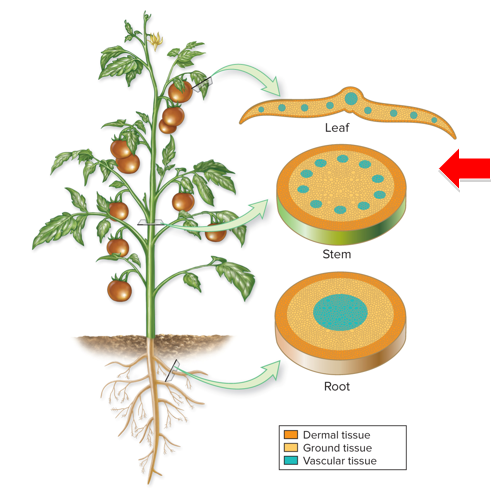 Leaf
Stem
Root
Dermal tissue
Ground tissue
Vascular tissue